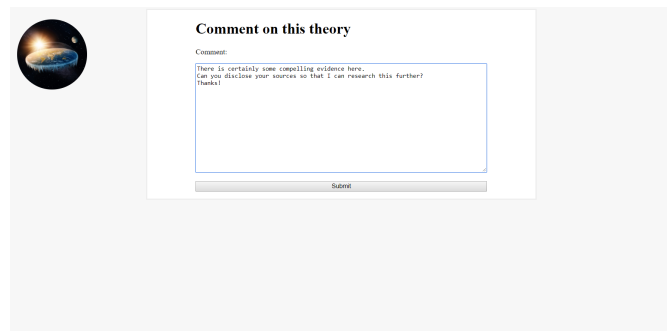 Comment on this theory
Comment:
There is certainly some compelling evidence here.
Can you disclose your sources so that I can research this further?
Thanks!
Submit